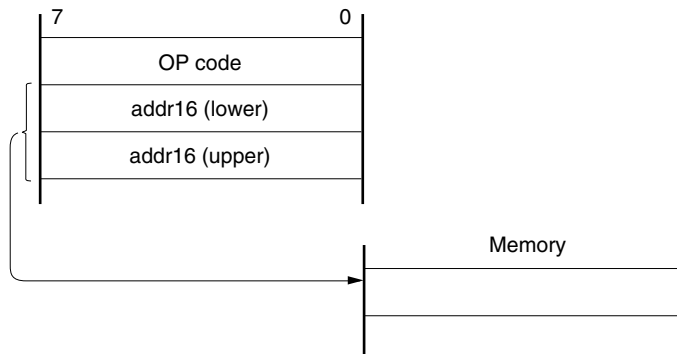 7 0
OP code
addr16 (lower)
addr16 (upper)
Memory